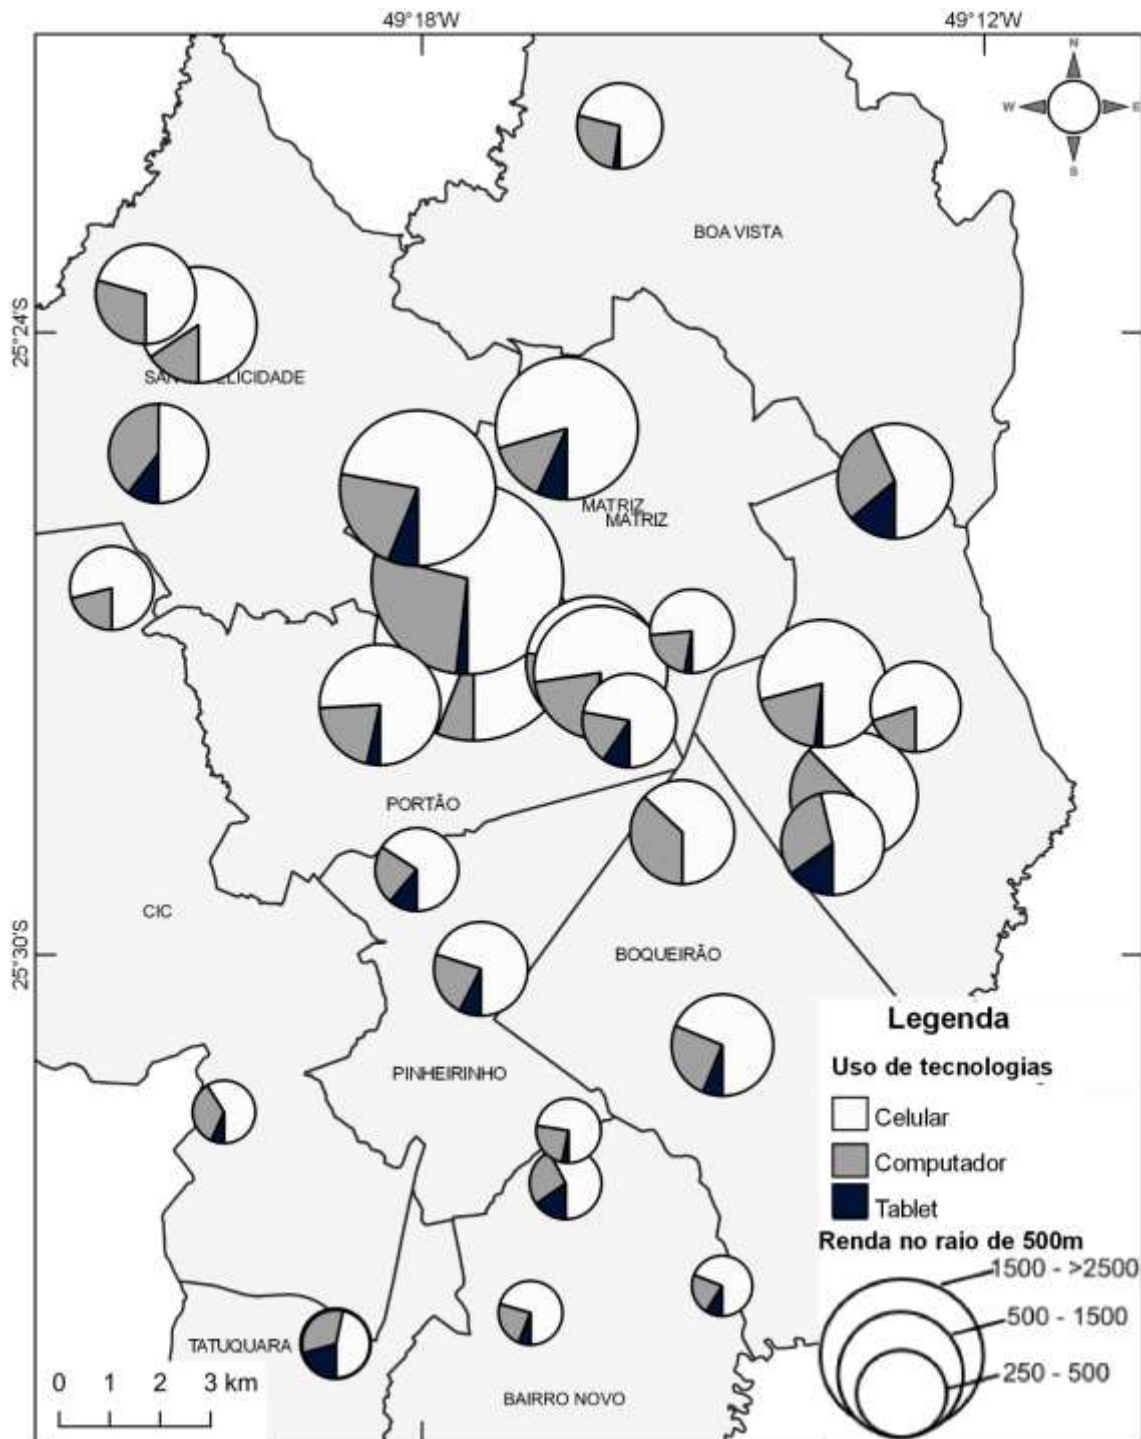 49°18'W
49°12'W
N
W
E
S
BOA VISTA
25°24'S
MATRIZ
MATRIZ
PORTÃO
CIC
25°30'S
BOQUEIRÃO
PINHEIRINHO
TATUQUARA
BAIRRO NOVO
0 1 2 3 km
Legenda
Uso de tecnologias
Celular
Computador
Tablet
Renda no raio de 500m
1500 - >2500
500 - 1500
250 - 500